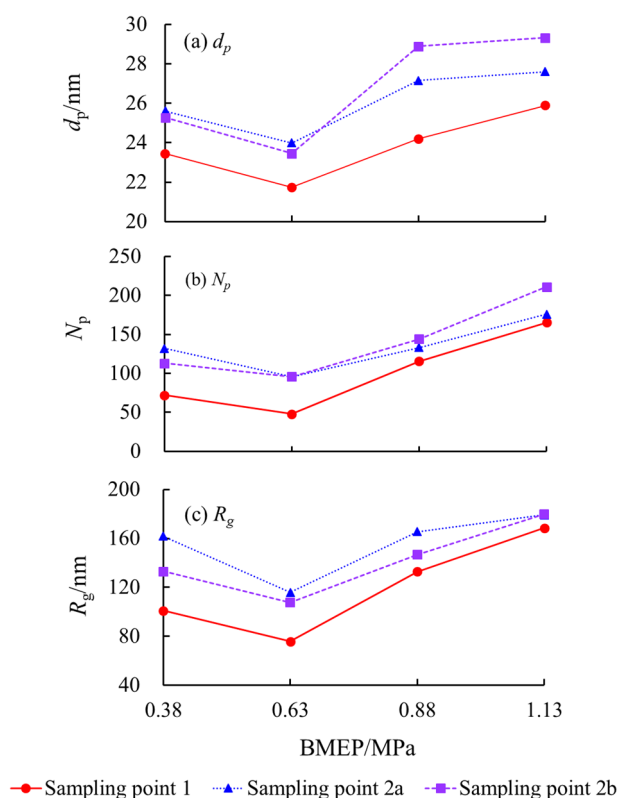 30
(a) dp
28
26
24
22
20
dp/nm
250
(b) Np
200
150
100
50
0
Np
200
(c) Rg
160
120
80
40
Rg/nm
0.38 0.63 0.88 1.13
BMEP/MPa
Sampling point 1 Sampling point 2a Sampling point 2b